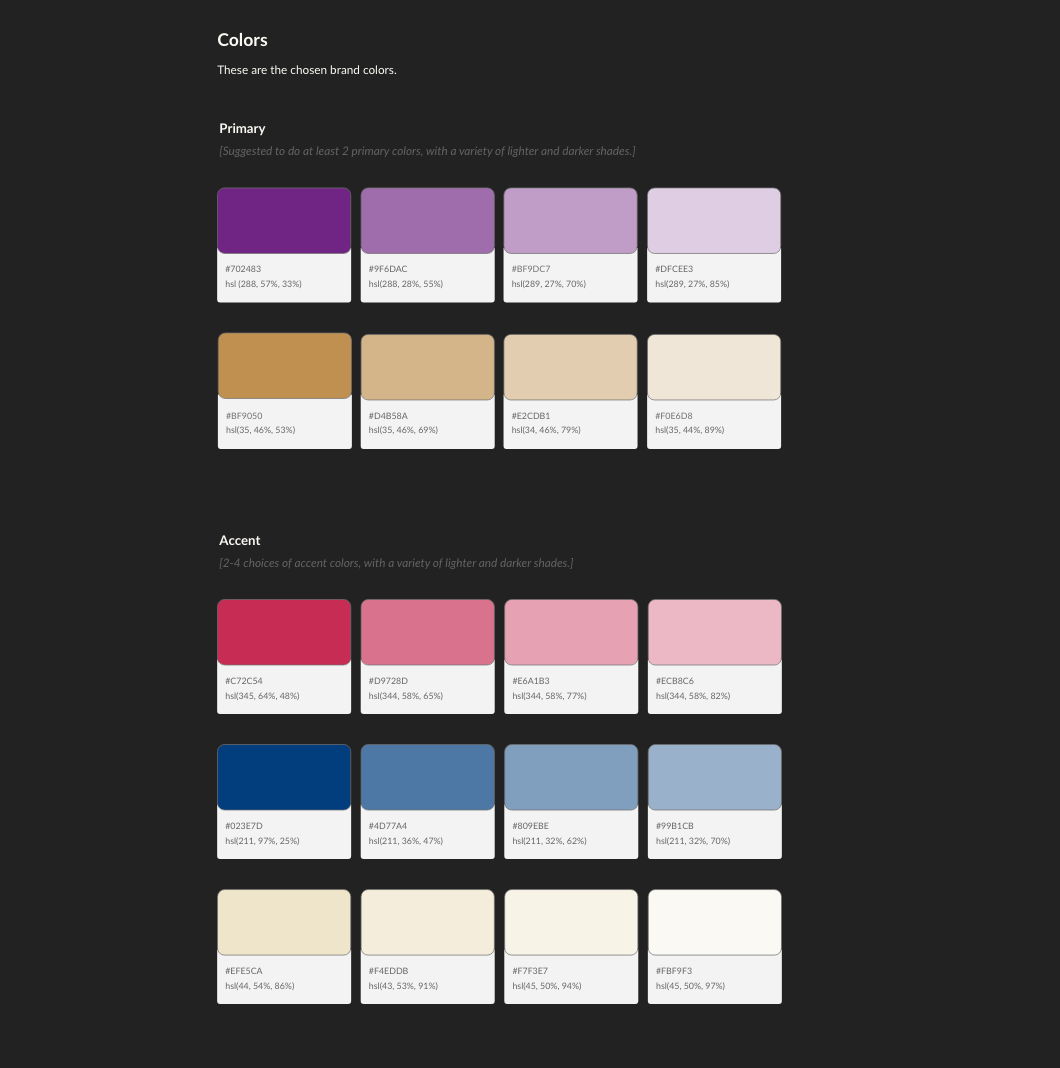 Colors
These are the chosen brand colors.
Primary
[Suggested to do at least 2 primary colors, with a variety of lighter and darker shades.]
#702483
hsl (288, 57%, 33%)
#9F6DAC
hsl(288, 28%, 55%)
#BF9DC7
hsl(289, 27%, 70%)
#DFCEE3
hsl(289, 27%, 85%)
#BF9050
hsl(35, 46%, 53%)
#D4B58A
hsl(35, 46%, 69%)
#E2CDB1
hsl(34, 46%, 79%)
#F0E6D8
hsl(35, 44%, 89%)
Accent
[2-4 choices of accent colors, with a variety of lighter and darker shades.]
#C72C54
hsl(345, 64%, 48%)
#D9728D
hsl(344, 58%, 65%)
#E6A1B3
hsl(344, 58%, 77%)
#ECB8C6
hsl(344, 58%, 82%)
#023E7D
hsl(211, 97%, 25%)
#4D77A4
hsl(211, 36%, 47%)
#809EBE
hsl(211, 32%, 62%)
#99B1CB
hsl(211, 32%, 70%)
#EFE5CA
hsl(44, 54%, 86%)
#F4EDDB
hsl(43, 53%, 91%)
#F7F3E7
hsl(45, 50%, 94%)
#FBF9F3
hsl(45, 50%, 97%)